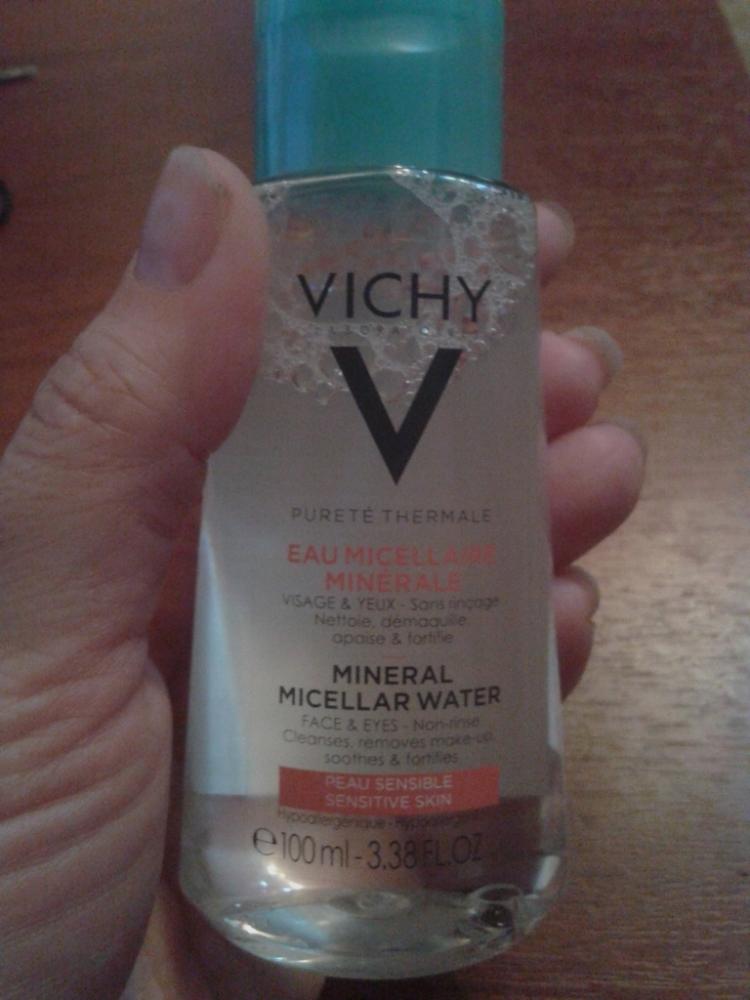 VICHY
LABORATOIRES
V
PURETÉ THERMALE
EAU MICELLAIRE
MINÉRALE
VISAGE & YEUX - Sans rinçage
Nettoie, démaquille,
apaise & fortifie
MINERAL
MICELLAR WATER
FACE & EYES - Non-rinse
Cleanses, removes make-up,
soothes & fortifies
PEAU SENSIBLE
SENSITIVE SKIN
Hypoallergénique -
℮ 100 ml - 3.38 FL.OZ